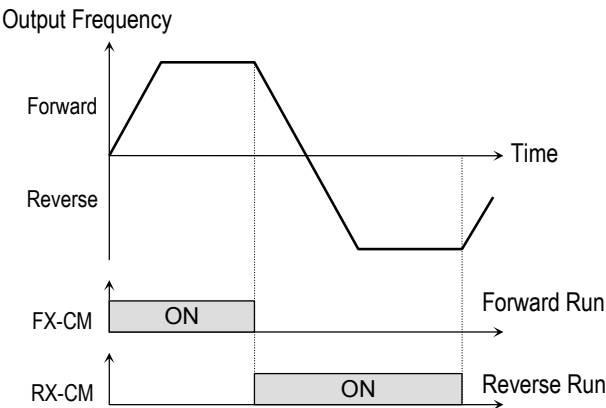 Output Frequency
Forward
Time
Reverse
FX-CM
ON
Forward Run
RX-CM
ON
Reverse Run